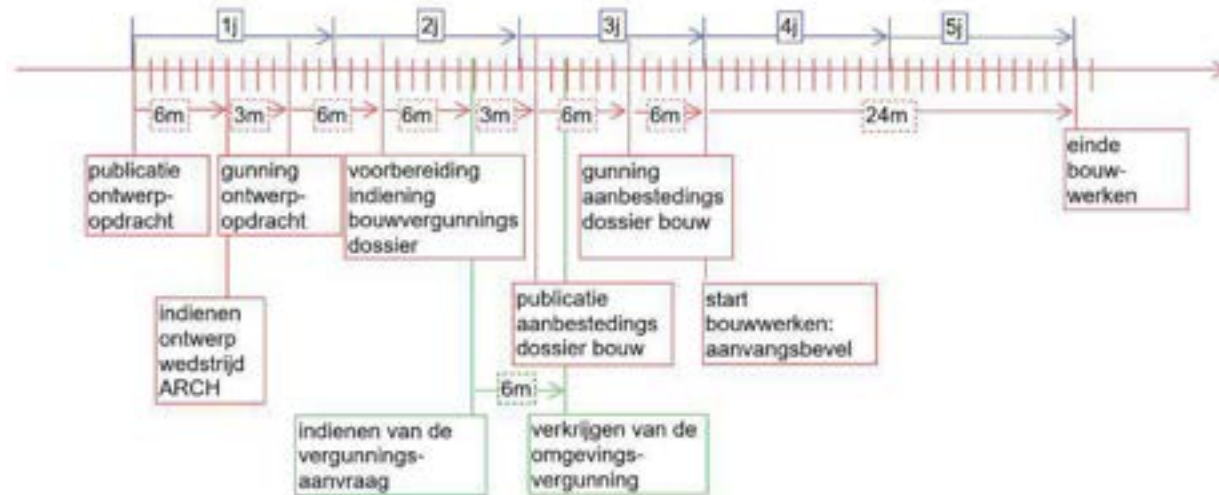 1j
2j
3j
4j
5j
6m
3m
6m
6m
3m
6m
6m
24m
publicatie
ontwerp-
opdracht
gunning
ontwerp-
opdracht
voorbereiding
indiening
bouwvergunnings
dossier
gunning
aanbestedings
dossier bouw
einde
bouw-
werken
indienen
ontwerp
wedstrijd
ARCH
publicatie
aanbestedings
dossier bouw
start
bouwwerken:
aanvangsbevel
6m
indienen van de
vergunnings-
aanvraag
verkrijgen van de
omgevings-
vergunning